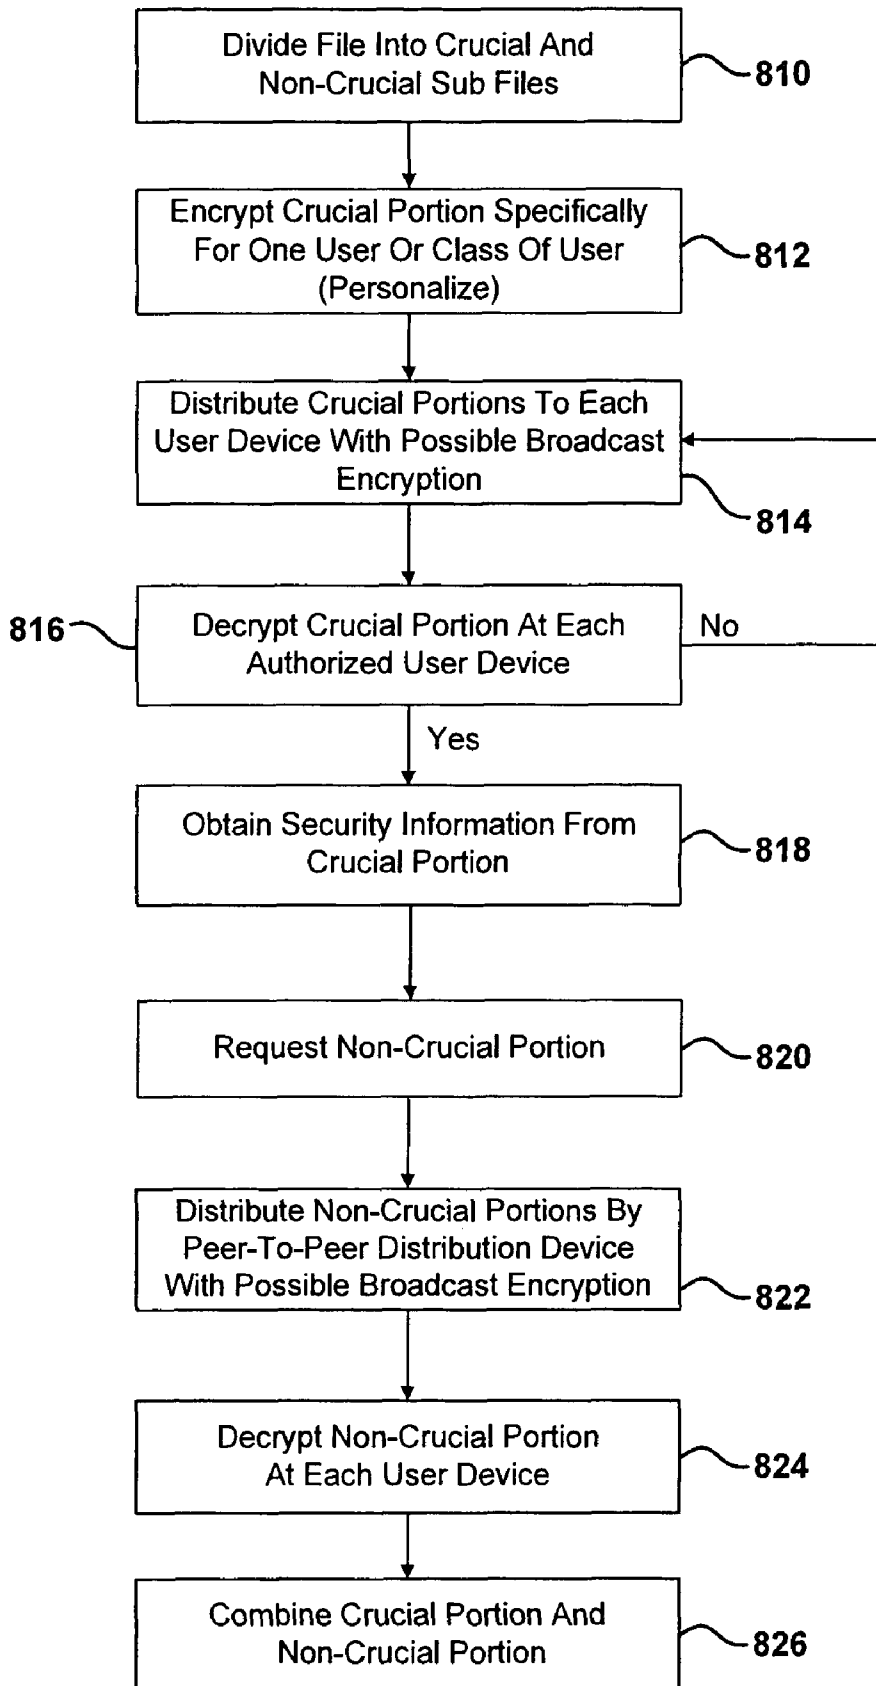 Divide File Into Crucial And
Non-Crucial Sub Files
810
Encrypt Crucial Portion Specifically
For One User Or Class Of User
(Personalize)
812
Distribute Crucial Portions To Each
User Device With Possible Broadcast
Encryption
814
816
Decrypt Crucial Portion At Each
Authorized User Device
No
Yes
Obtain Security Information From
Crucial Portion
818
Request Non-Crucial Portion
820
Distribute Non-Crucial Portions By
Peer-To-Peer Distribution Device
With Possible Broadcast Encryption
822
Decrypt Non-Crucial Portion
At Each User Device
824
Combine Crucial Portion And
Non-Crucial Portion
826